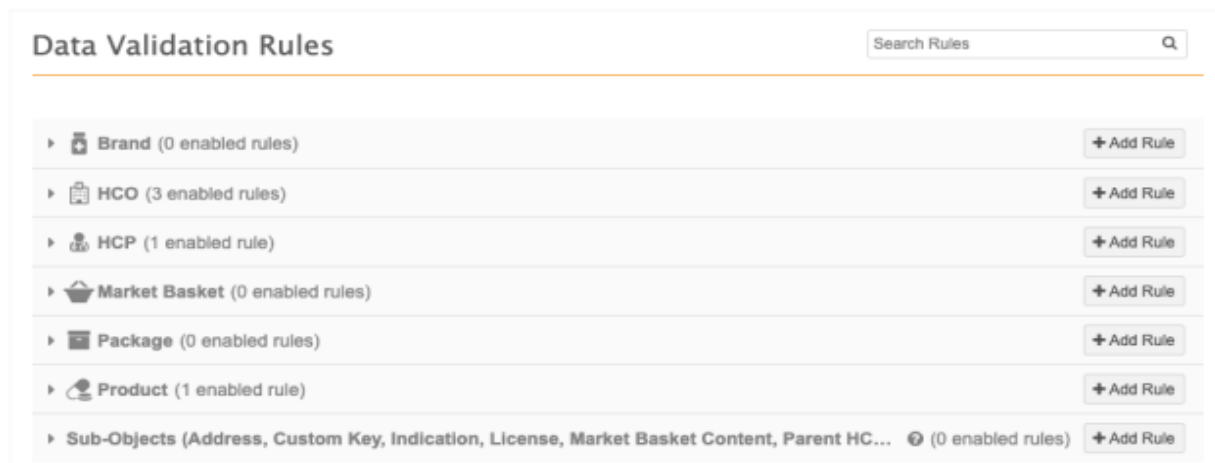 Data Validation Rules Search Rules
Brand (0 enabled rules) + Add Rule
HCO (3 enabled rules) + Add Rule
HCP (1 enabled rule) + Add Rule
Market Basket (0 enabled rules) + Add Rule
Package (0 enabled rules) + Add Rule
Product (1 enabled rule) + Add Rule
Sub-Objects (Address, Custom Key, Indication, License, Market Basket Content, Parent HC... ? (0 enabled rules) + Add Rule